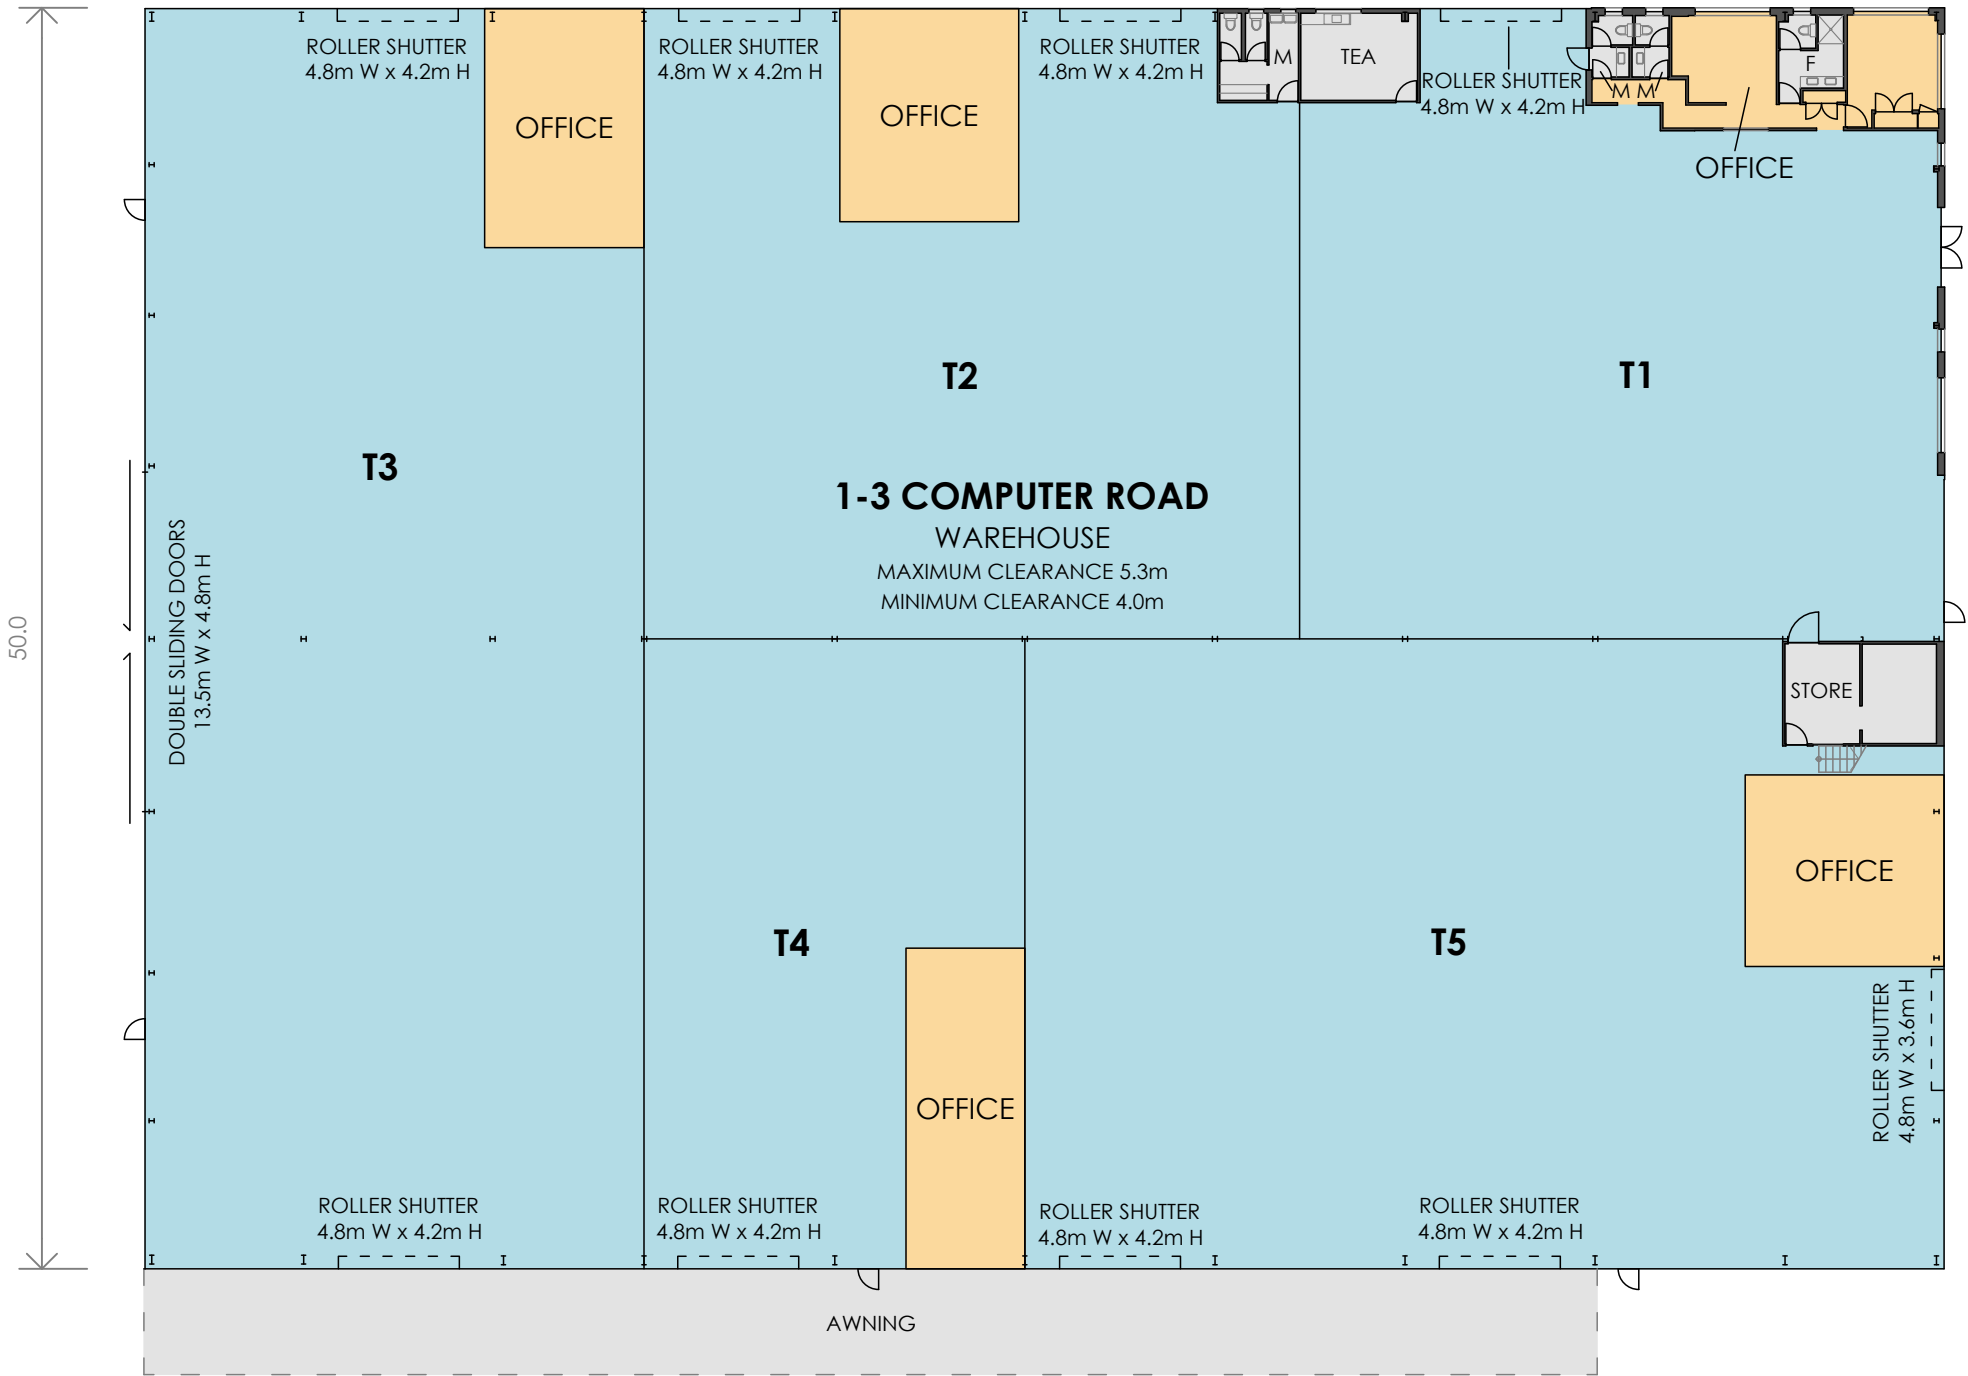 ROLLER SHUTTER
4.8m W x 4.2m H
ROLLER SHUTTER
4.8m W x 4.2m H
ROLLER SHUTTER
4.8m W x 4.2m H
M
TEA
ROLLER SHUTTER
4.8m W x 4.2m H
M M
F
OFFICE
OFFICE
OFFICE
T2
T1
T3
1-3 COMPUTER ROAD
WAREHOUSE
MAXIMUM CLEARANCE 5.3m
MINIMUM CLEARANCE 4.0m
DOUBLE SLIDING DOORS
13.5m W x 4.8m H
50.0
STORE
OFFICE
T4
T5
OFFICE
ROLLER SHUTTER
4.8m W x 3.6m H
ROLLER SHUTTER
4.8m W x 4.2m H
ROLLER SHUTTER
4.8m W x 4.2m H
ROLLER SHUTTER
4.8m W x 4.2m H
ROLLER SHUTTER
4.8m W x 4.2m H
AWNING